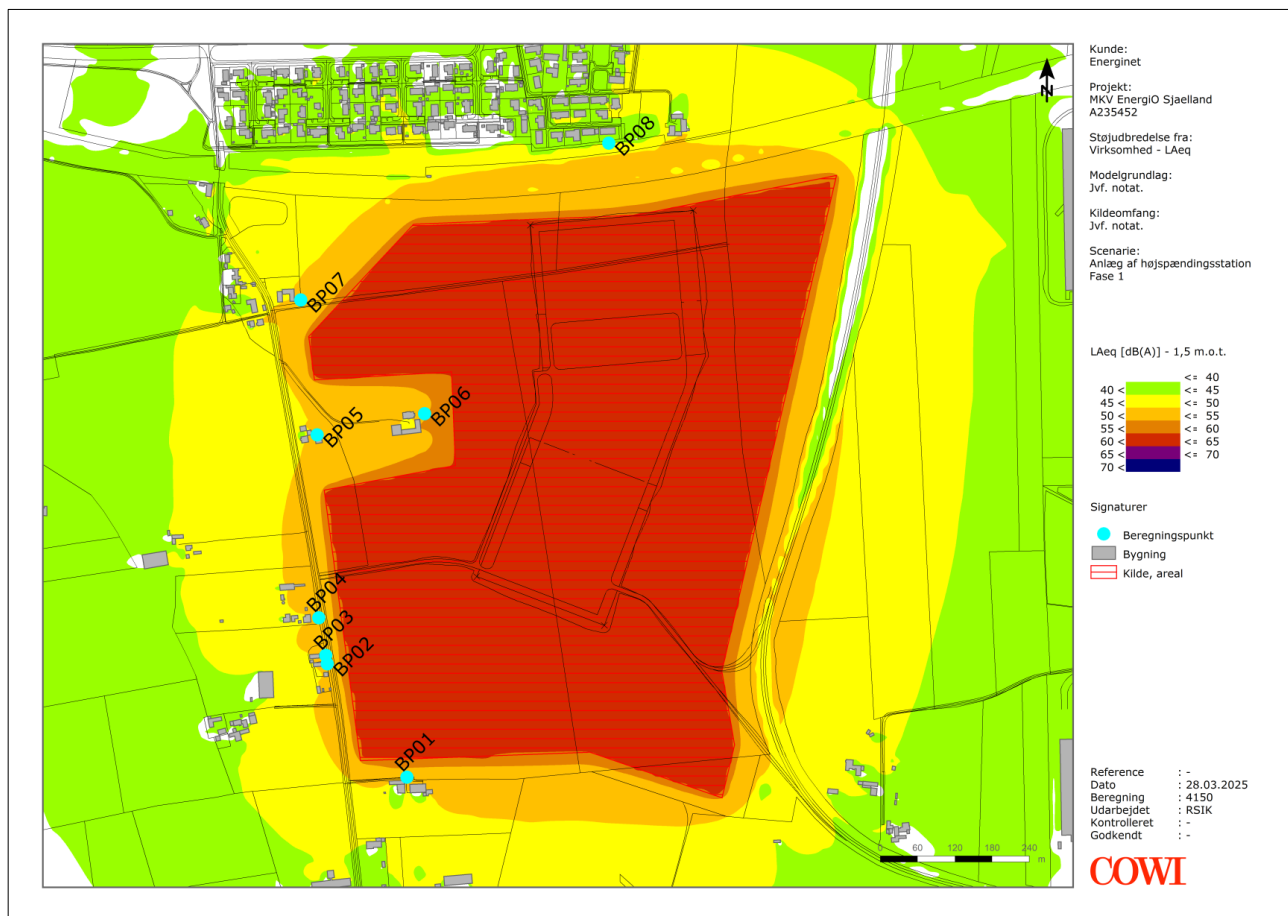 Kunde:
Energinet
Projekt:
MKV EnergiO Sjaelland
A235452
Støjudbredelse fra:
Virksomhed - LAeq
Modelgrundlag:
Jvf. notat.
Kildeomfang:
Jvf. notat.
Scenarie:
Anlæg af højspændingsstation
Fase 1
N
LAeq [dB(A)] - 1,5 m.o.t.
<= 40
40 < <= 45
45 < <= 50
50 < <= 55
55 < <= 60
60 < <= 65
65 < <= 70
70 <
Signaturer
Beregningspunkt
Bygning
Kilde, areal
BP08
BP07
BP06
BP05
BP04
BP03
BP02
BP01
0 60 120 180 240
m
Reference : -
Dato : 28.03.2025
Beregning : 4150
Udarbejdet : RSIK
Kontrolleret : -
Godkendt : -
COWI